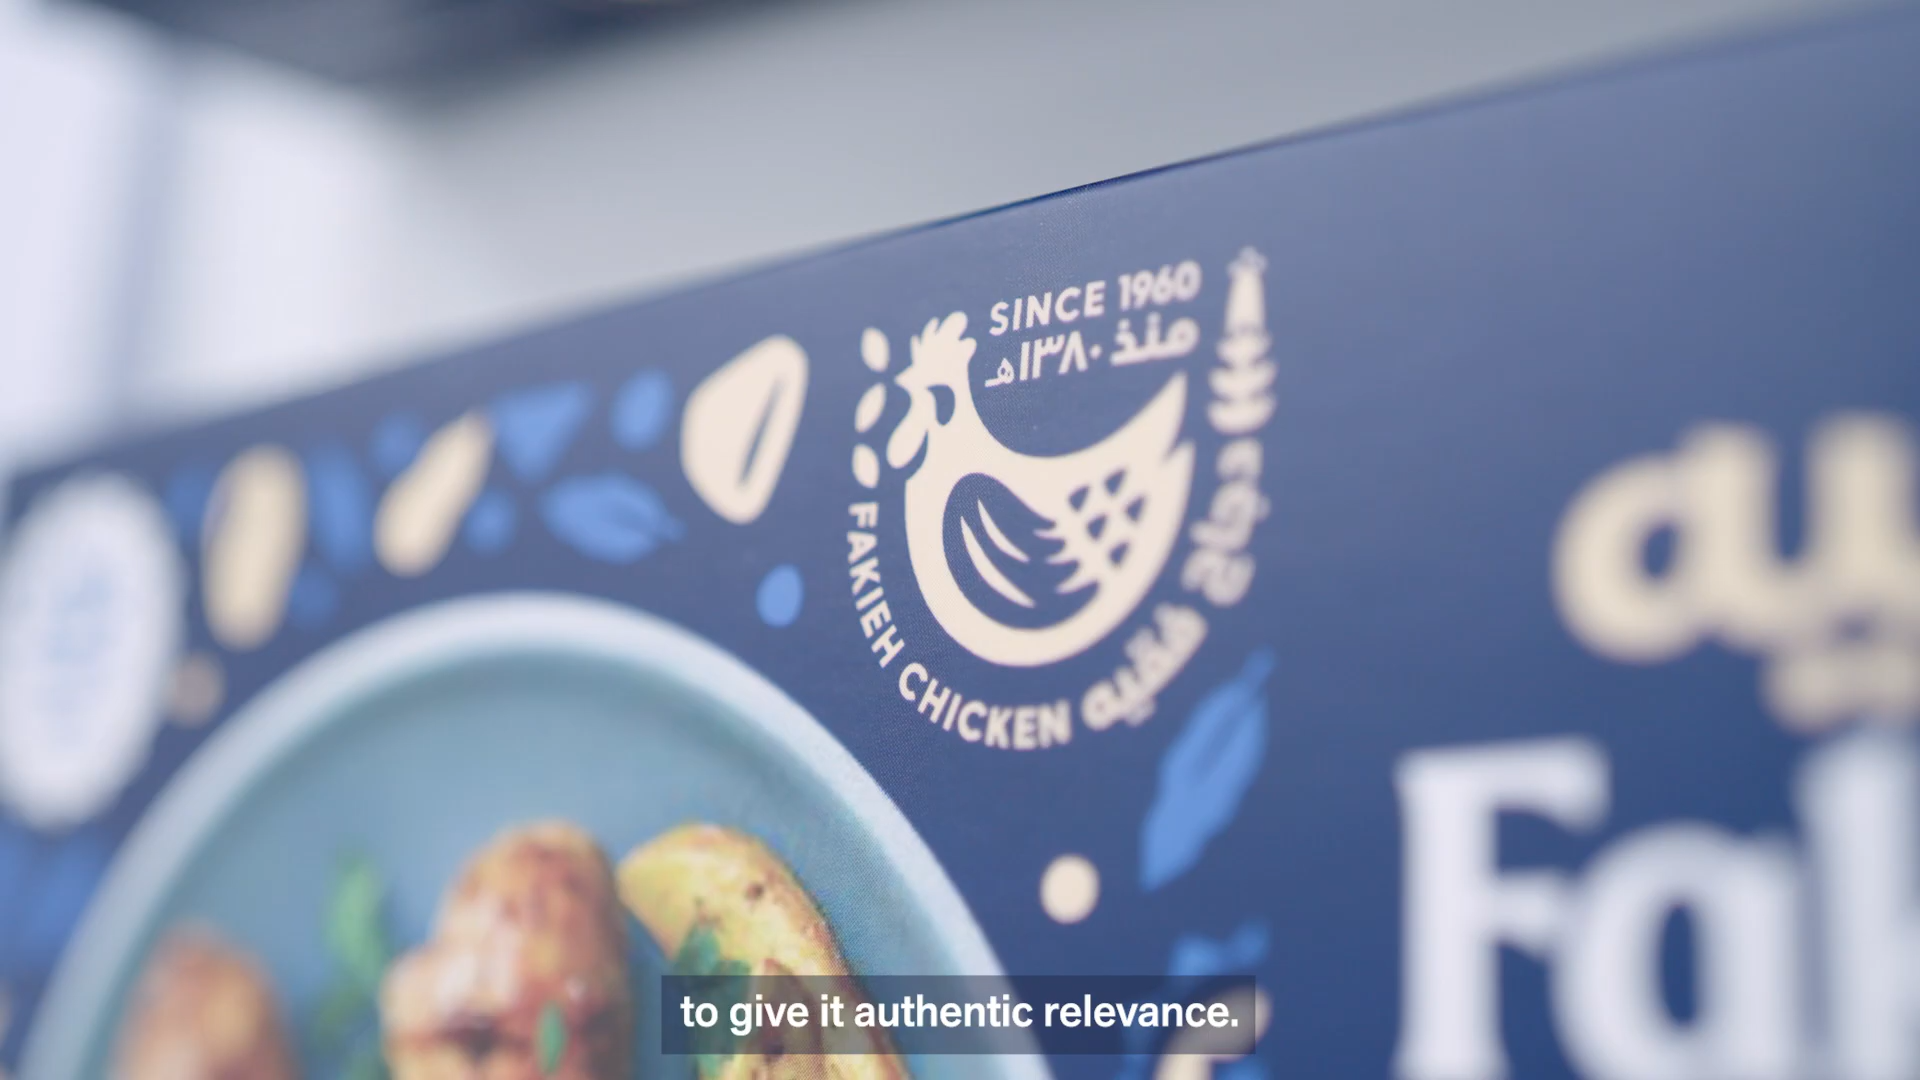 SINCE 1960
منذ ١٣٨٠هـ
FAKIEH CHICKEN
دجاج فقيه
to give it authentic relevance.